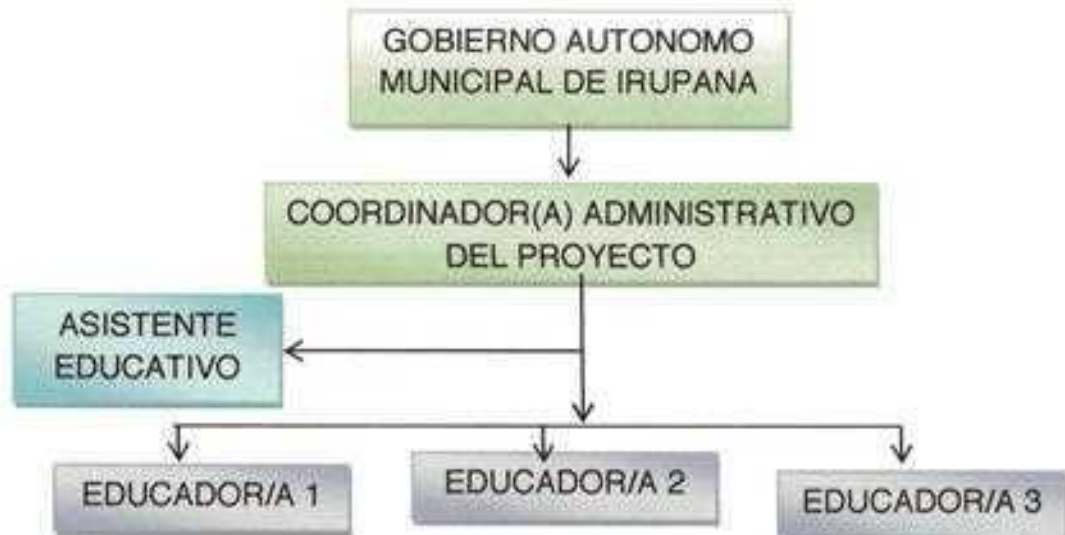 GOBIERNO AUTONOMO
MUNICIPAL DE IRUPANA
COORDINADOR(A) ADMINISTRATIVO
DEL PROYECTO
ASISTENTE
EDUCATIVO
EDUCADOR/A 1
EDUCADOR/A 2
EDUCADOR/A 3